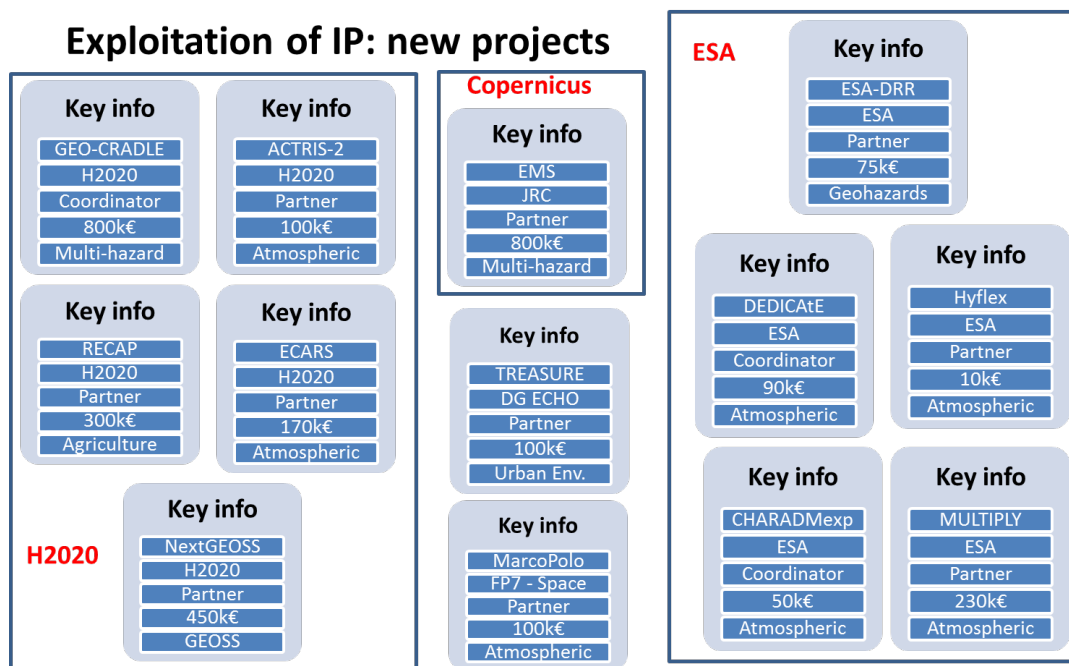 Exploitation of IP: new projects
Key info
GEO-CRADLE
H2020
Coordinator
800k€
Multi-hazard
Key info
ACTRIS-2
H2020
Partner
100k€
Atmospheric
Key info
RECAP
H2020
Partner
300k€
Agriculture
Key info
ECARS
H2020
Partner
170k€
Atmospheric
H2020
Key info
NextGEOSS
H2020
Partner
450k€
GEOSS
Copernicus
Key info
EMS
JRC
Partner
800k€
Multi-hazard
Key info
TREASURE
DG ECHO
Partner
100k€
Urban Env.
Key info
MarcoPolo
FP7 - Space
Partner
100k€
Atmospheric
ESA
Key info
ESA-DRR
ESA
Partner
75k€
Geohazards
Key info
DEDICAtE
ESA
Coordinator
90k€
Atmospheric
Key info
Hyflex
ESA
Partner
10k€
Atmospheric
Key info
CHARADMexp
ESA
Coordinator
50k€
Atmospheric
Key info
MULTIPLY
ESA
Partner
230k€
Atmospheric